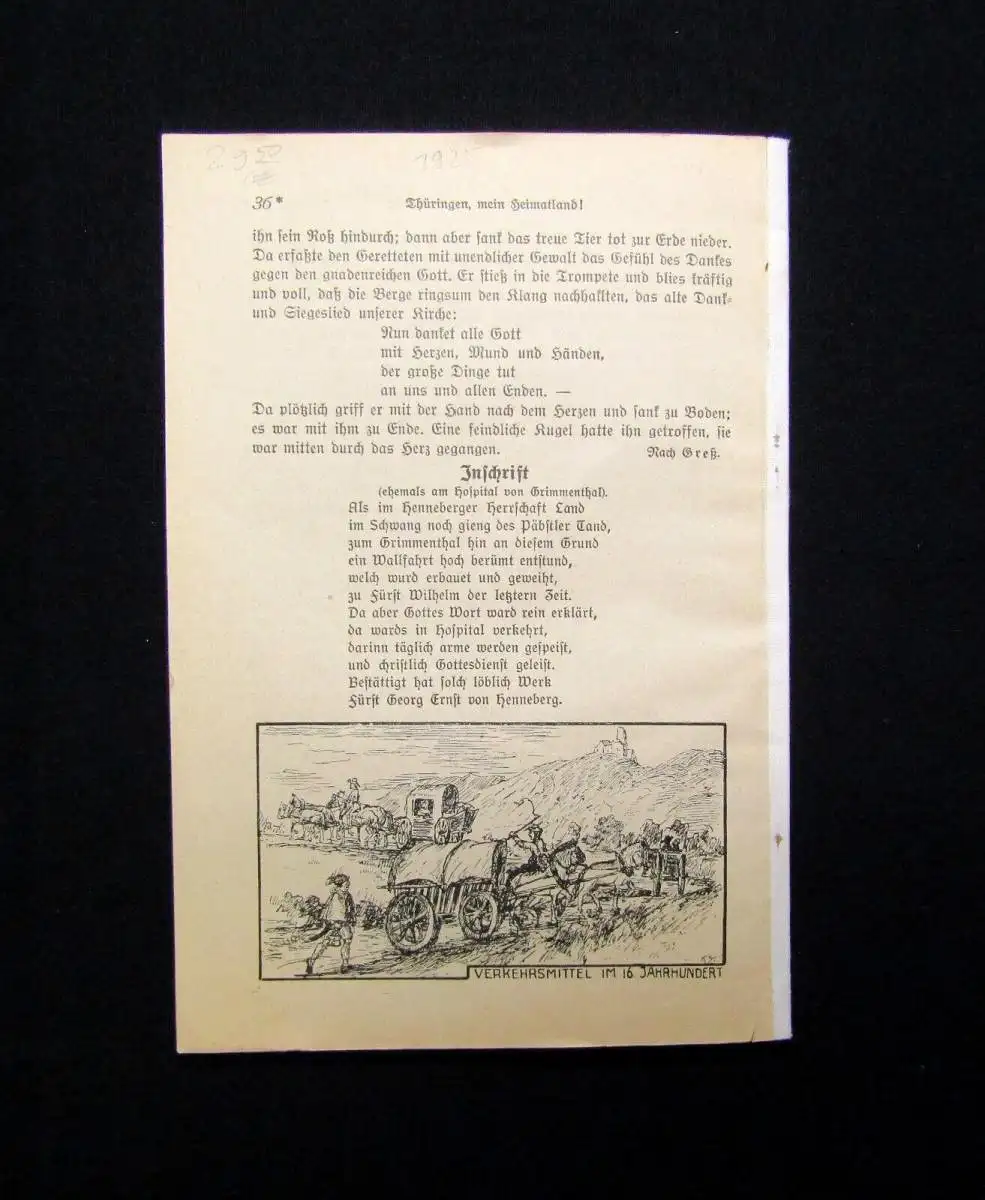 29 50
192
36* Thüringen, mein Heimatland!
ihn sein Roß hindurch; dann aber sank das treue Tier tot zur Erde nieder.
Da erfaßte den Geretteten mit unendlicher Gewalt das Gefühl des Dankes
gegen den gnadenreichen Gott. Er stieß in die Trompete und blies kräftig
und voll, daß die Berge ringsum den Klang nachhallten, das alte Dank-
und Siegeslied unserer Kirche:
Nun danket alle Gott
mit Herzen, Mund und Händen,
der große Dinge tut
an uns und allen Enden. —
Da plötzlich griff er mit der Hand nach dem Herzen und sank zu Boden;
es war mit ihm zu Ende. Eine feindliche Kugel hatte ihn getroffen, sie
war mitten durch das Herz gegangen. Nach Greß.
Inschrift
(ehemals am Hospital von Grimmenthal).
Als im Henneberger Herrschaft Land
im Schwang noch gieng des Päbstler Tand,
zum Grimmenthal hin an diesem Grund
ein Wallfahrt hoch berümt entstund,
welch wurd erbauet und geweiht,
zu Fürst Wilhelm der letztern Zeit.
Da aber Gottes Wort ward rein erklärt,
da wards in Hospital verkehrt,
darinn täglich arme werden gespeist,
und christlich Gottesdienst geleist.
Bestättigt hat solch löblich Werk
Fürst Georg Ernst von Henneberg.
VERKEHRSMITTEL IM 16 JAHRHUNDERT